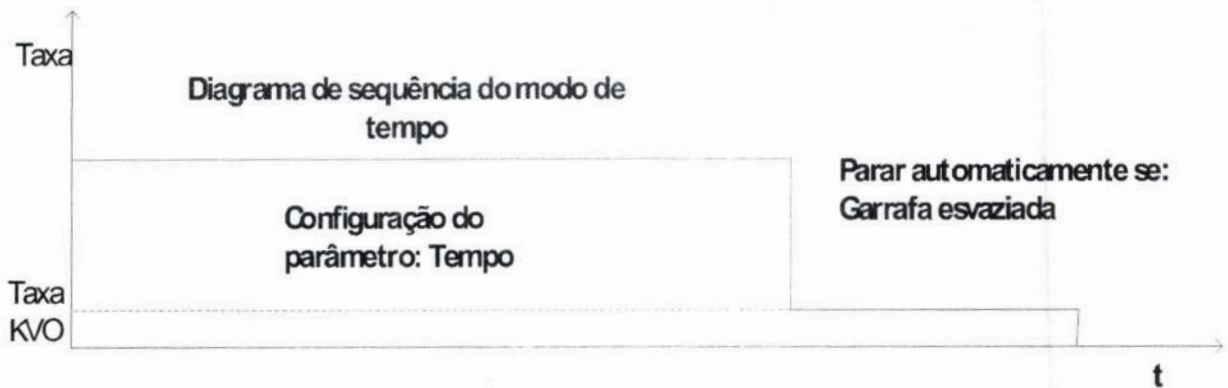 Taxa
Diagrama de sequência do modo de
tempo
Parar automaticamente se:
Garrafa esvaziada
Configuração do
parâmetro: Tempo
Taxa
KVO
t